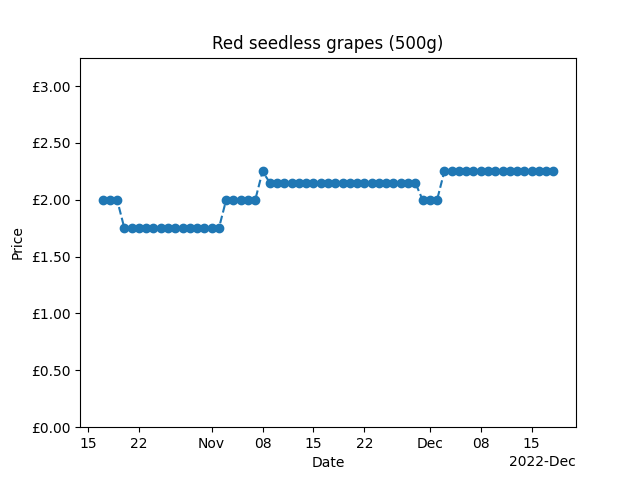 Red seedless grapes (500g)
£3.00
£2.50
£2.00
£1.50
£1.00
£0.50
£0.00
Price
15 22 Nov 08 15 22 Dec 08 15
Date
2022-Dec